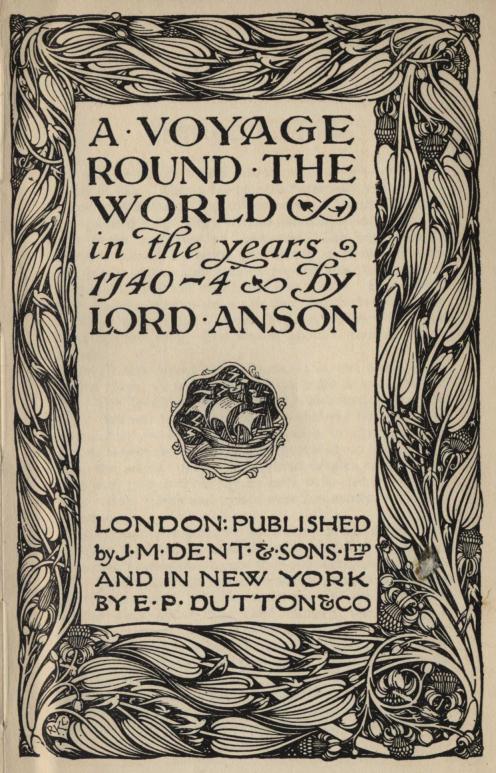 A·VOYAGE
ROUND·THE
WORLD
in the years
1740-4 by
LORD·ANSON
LONDON: PUBLISHED
by J·M·DENT·&·SONS·LTD
AND IN NEW YORK
BY E·P·DUTTON&CO